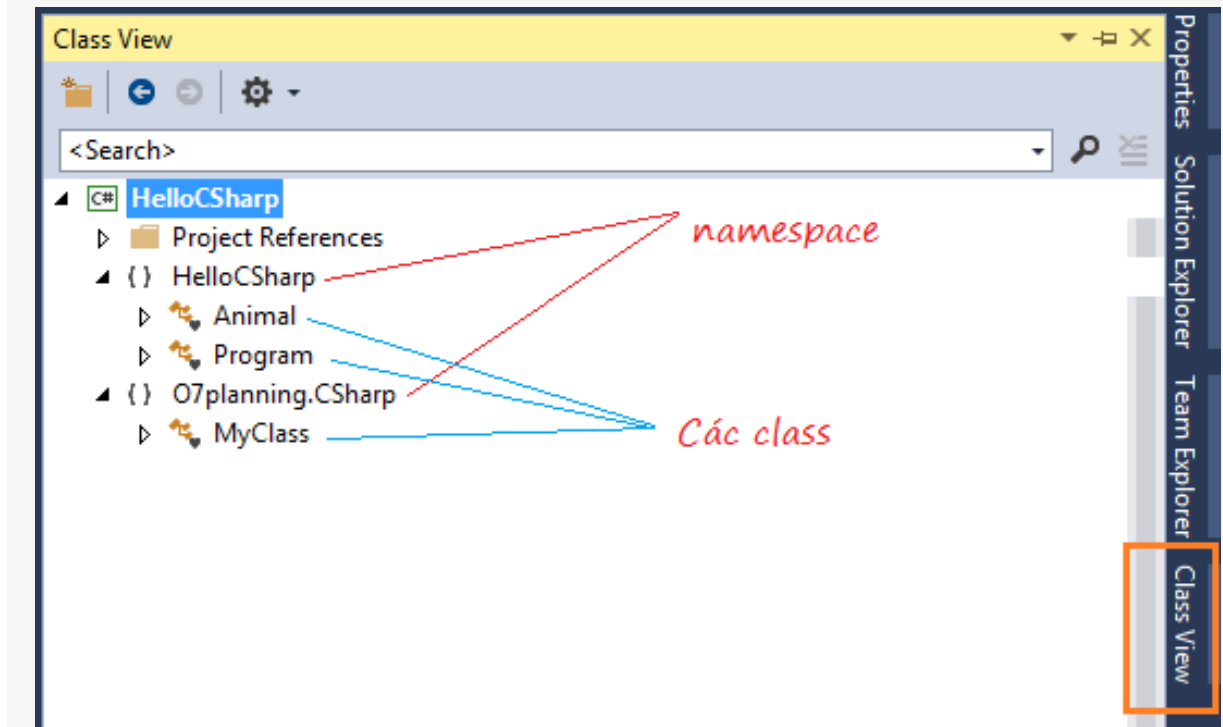 Class View
<Search>
C# HelloCSharp
Project References
{ } HelloCSharp
Animal
Program
{ } O7planning.CSharp
MyClass
namespace
Các class
Properties
Solution Explorer
Team Explorer
Class View